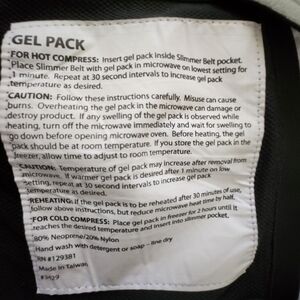 GEL PACK
FOR HOT COMPRESS: Insert gel pack inside Slimmer Belt pocket.
Place Slimmer Belt with gel pack in microwave on lowest setting for
1 minute. Repeat at 30 second intervals to increase gel pack
temperature as desired.
CAUTION: Follow these instructions carefully. Misuse can cause
burns. Overheating the gel pack in the microwave can damage or
destroy product. If any swelling of the gel pack is observed while
heating, turn off the microwave immediately and wait for swelling to
go down before opening microwave oven. Before heating, the gel pack
should be at room temperature. If you store the gel pack in the
freezer, allow time to adjust to room temperature.
CAUTION: Temperature of gel pack may increase after removal from
microwave. If warmer gel pack is desired after 1 minute on low
setting, repeat at 30 second intervals to increase gel pack
temperature as desired.
REHEATING: If the gel pack is to be reheated after 30 minutes of use,
follow above instructions, but reduce microwave heat time by half.
FOR COLD COMPRESS: Place gel pack in freezer for 2 hours until it
reaches the desired temperature and insert into slimmer pocket.
80% Neoprene/20% Nylon
Hand wash with detergent or soap - line dry
RN #129381
Made in Taiwan